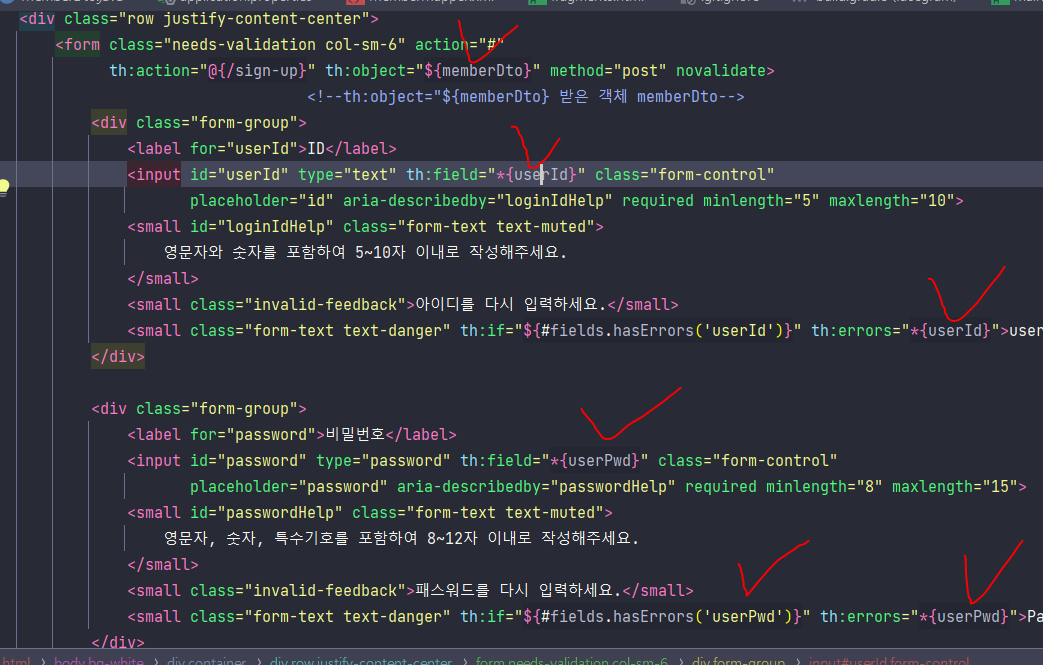 <div class="row justify-content-center">
<form class="needs-validation col-sm-6" action="#"
th:action="@{/sign-up}" th:object="${memberDto}" method="post" novalidate>
<!--th:object="${memberDto} 받은 객체 memberDto-->
<div class="form-group">
<label for="userId">ID</label>
<input id="userId" type="text" th:field="*{userId}" class="form-control"
placeholder="id" aria-describedby="loginIdHelp" required minlength="5" maxlength="10">
<small id="loginIdHelp" class="form-text text-muted">
영문자와 숫자를 포함하여 5~10자 이내로 작성해주세요.
</small>
<small class="invalid-feedback">아이디를 다시 입력하세요.</small>
<small class="form-text text-danger" th:if="${#fields.hasErrors('userId')}" th:errors="*{userId}">user
</div>
<div class="form-group">
<label for="password">비밀번호</label>
<input id="password" type="password" th:field="*{userPwd}" class="form-control"
placeholder="password" aria-describedby="passwordHelp" required minlength="8" maxlength="15">
<small id="passwordHelp" class="form-text text-muted">
영문자, 숫자, 특수기호를 포함하여 8~12자 이내로 작성해주세요.
</small>
<small class="invalid-feedback">패스워드를 다시 입력하세요.</small>
<small class="form-text text-danger" th:if="${#fields.hasErrors('userPwd')}" th:errors="*{userPwd}">Pa
</div>
html › body.bg-white › div.container › div.row.justify-content-center › form.needs-validation.col-sm-6 › div.form-group › input#userId.form-control